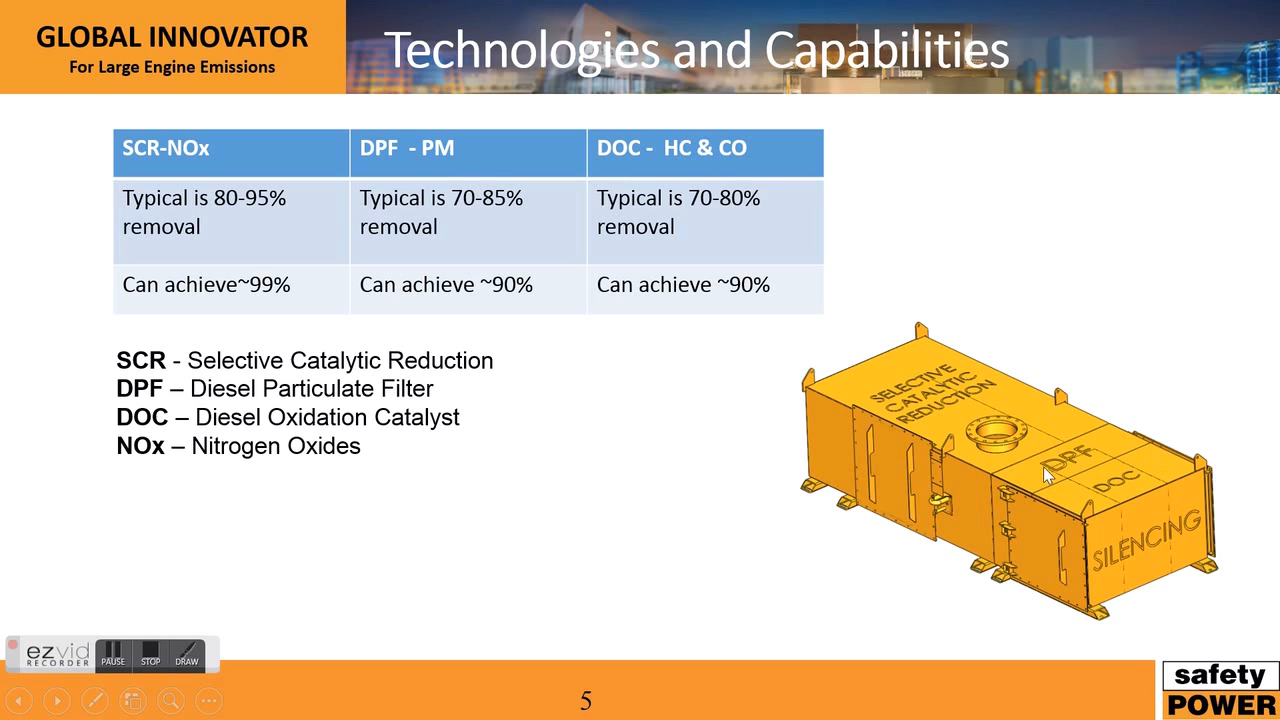 GLOBAL INNOVATOR
For Large Engine Emissions
Technologies and Capabilities
SCR-NOx
DPF - PM
DOC - HC & CO
Typical is 80-95%
removal
Typical is 70-85%
removal
Typical is 70-80%
removal
Can achieve~99%
Can achieve ~90%
Can achieve ~90%
SCR - Selective Catalytic Reduction
DPF – Diesel Particulate Filter
DOC – Diesel Oxidation Catalyst
NOx – Nitrogen Oxides
SELECTIVE
CATALYTIC
REDUCTION
DPF
DOC
SILENCING
ezvid
RECORDER
PAUSE
STOP
DRAW
5
safety
POWER